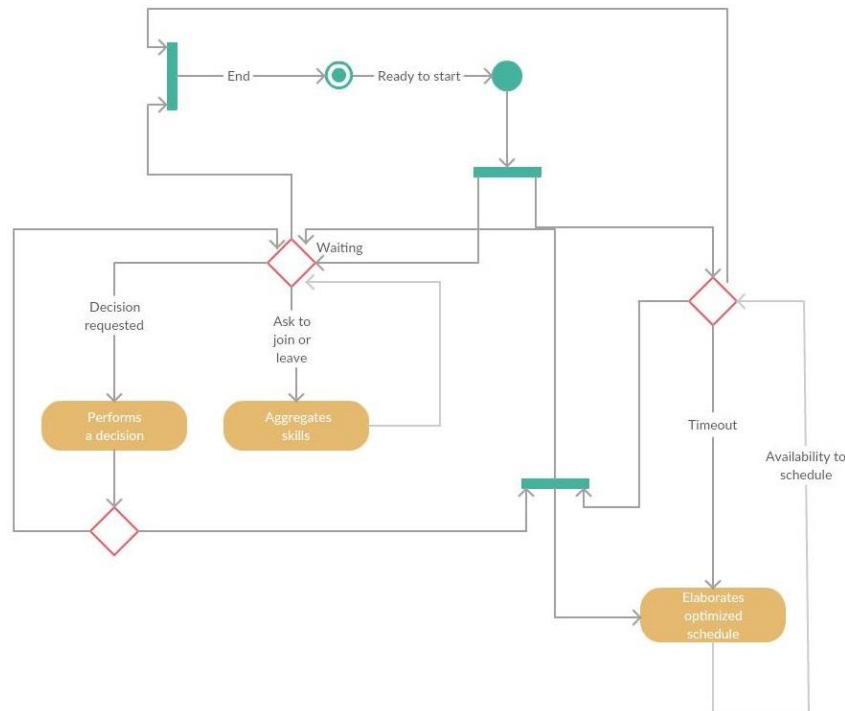 End
Ready to start
Waiting
Decision
requested
Ask to
join or
leave
Performs
a decision
Aggregates
skills
Timeout
Availability to
schedule
Elaborates
optimized
schedule